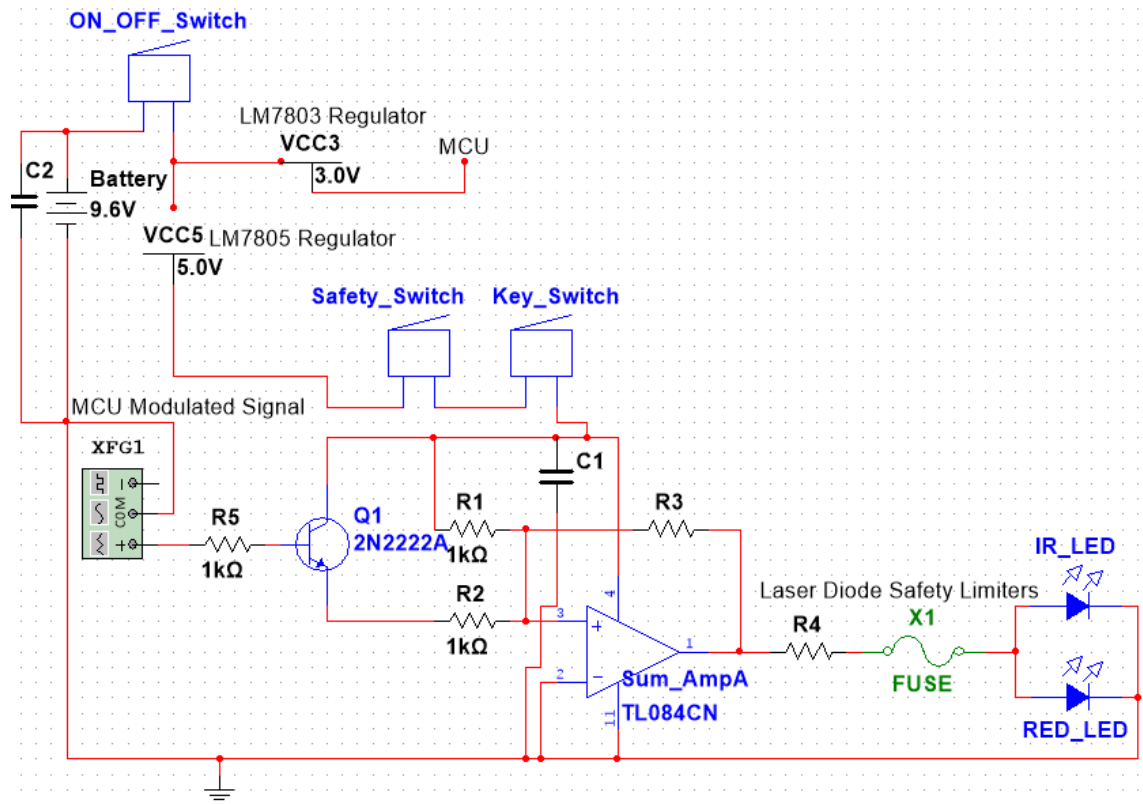 ON_OFF_Switch
LM7803 Regulator
VCC3
MCU
3.0V
C2
Battery
9.6V
VCC5 LM7805 Regulator
5.0V
Safety_Switch
Key_Switch
MCU Modulated Signal
XFG1
COM
R5
1kΩ
Q1
2N2222A
R1
1kΩ
C1
R3
R2
1kΩ
3
2
4
11
1
Sum_AmpA
TL084CN
Laser Diode Safety Limiters
R4
X1
FUSE
IR_LED
RED_LED